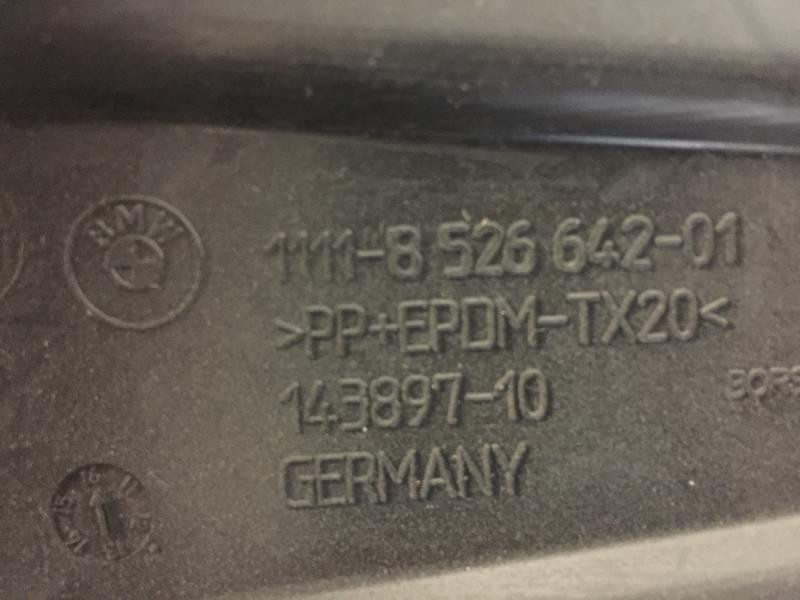 BMW
1111-8 526 642-01
>PP+EPDM-TX20<
143897-10
GERMANY